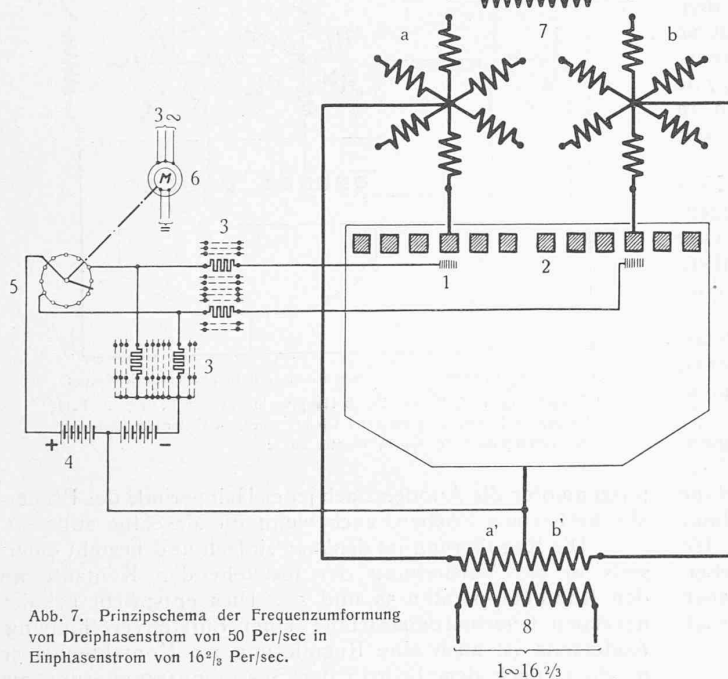 7
a
b
3∾
M
6
3
5
1
2
3
+
−
4
a' b'
8
1∾16 2/3
Abb. 7. Prinzipschema der Frequenzumformung
von Dreiphasenstrom von 50 Per/sec in
Einphasenstrom von 16²/₃ Per/sec.